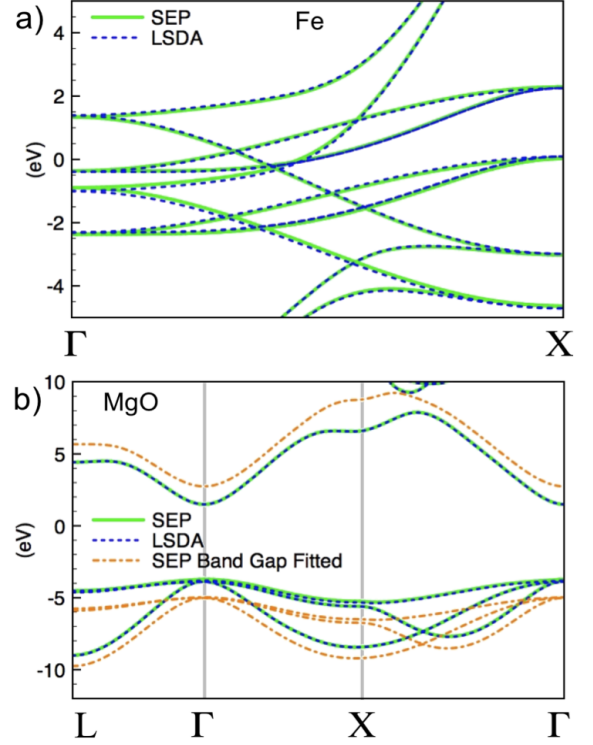 a)
Fe
SEP
LSDA
4
2
0
-2
-4
(eV)
Γ
X
b)
MgO
SEP
LSDA
SEP Band Gap Fitted
10
5
0
-5
-10
(eV)
L
Γ
X
Γ